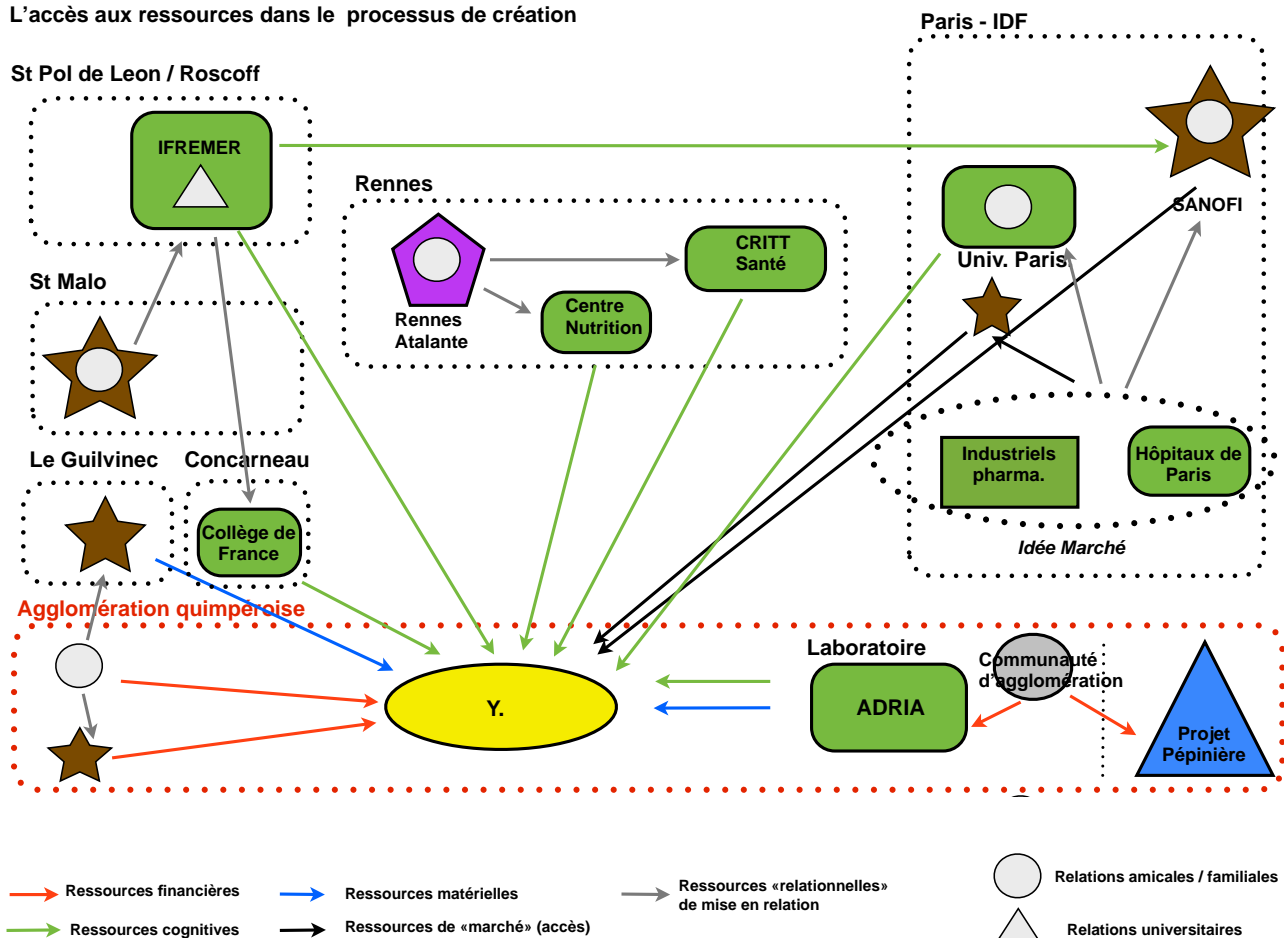 L'accès aux ressources dans le processus de création
Paris - IDF
St Pol de Leon / Roscoff
IFREMER
Rennes
SANOFI
CRITT
Santé
Univ. Paris
St Malo
Centre
Nutrition
Rennes
Atalante
Le Guilvinec
Concarneau
Industriels
pharma.
Hôpitaux de
Paris
Collège de
France
Idée Marché
Agglomération quimpéroise
Laboratoire
Communauté
d'agglomération
Y.
ADRIA
Projet
Pépinière
Ressources financières
Ressources matérielles
Ressources «relationnelles»
de mise en relation
Relations amicales / familiales
Ressources cognitives
Ressources de «marché» (accès)
Relations universitaires